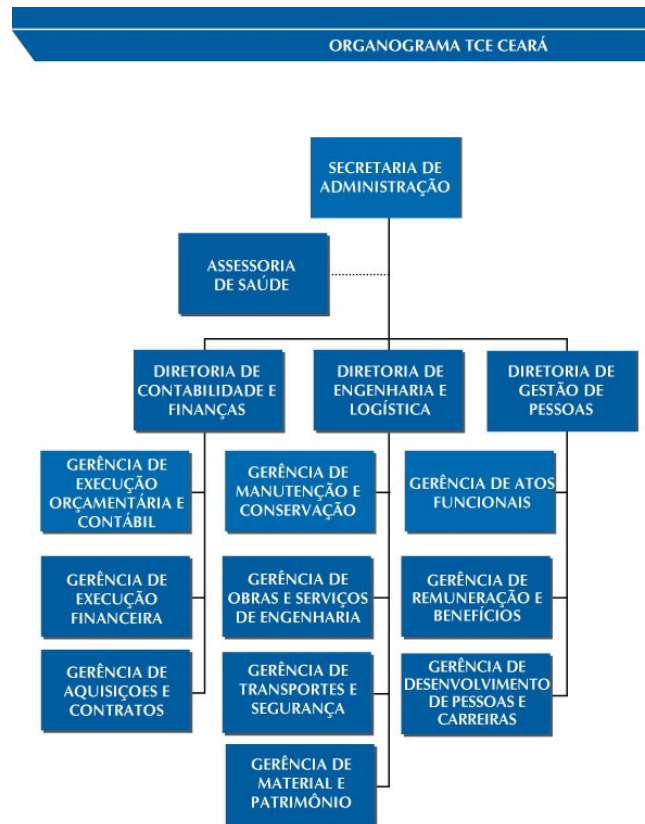 ORGANOGRAMA TCE CEARÁ
SECRETARIA DE
ADMINISTRAÇÃO
ASSESSORIA
DE SAÚDE
DIRETORIA DE
CONTABILIDADE E
FINANÇAS
DIRETORIA DE
ENGENHARIA E
LOGÍSTICA
DIRETORIA DE
GESTÃO DE
PESSOAS
GERÊNCIA DE
EXECUÇÃO
ORÇAMENTÁRIA E
CONTÁBIL
GERÊNCIA DE
MANUTENÇÃO E
CONSERVAÇÃO
GERÊNCIA DE ATOS
FUNCIONAIS
GERÊNCIA DE
EXECUÇÃO
FINANCEIRA
GERÊNCIA DE
OBRAS E SERVIÇOS
DE ENGENHARIA
GERÊNCIA DE
REMUNERAÇÃO E
BENEFÍCIOS
GERÊNCIA DE
AQUISIÇOES E
CONTRATOS
GERÊNCIA DE
TRANSPORTES E
SEGURANÇA
GERÊNCIA DE
DESENVOLVIMENTO
DE PESSOAS E
CARREIRAS
GERÊNCIA DE
MATERIAL E
PATRIMÔNIO